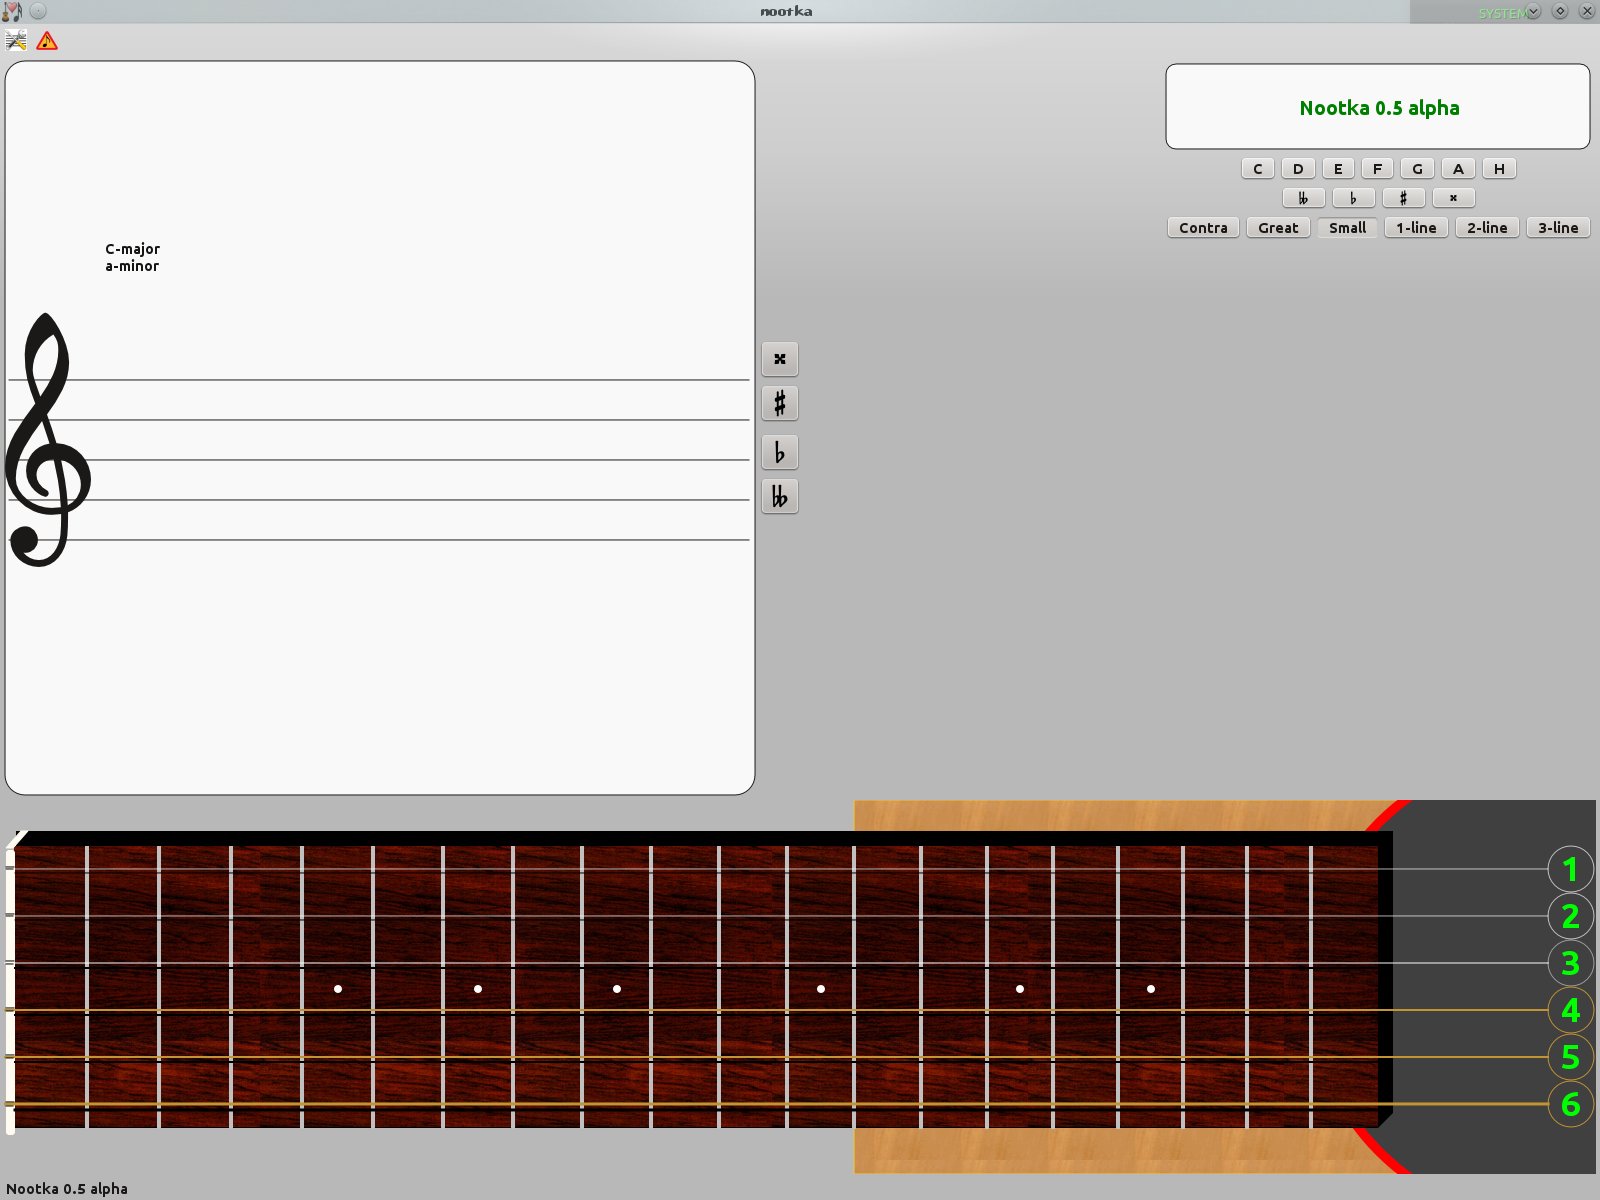 nootka
SYSTEM
Nootka 0.5 alpha
C D E F G A H
𝄫 ♭ ♯ 𝄪
Contra Great Small 1-line 2-line 3-line
C-major
a-minor
𝄪
♯
♭
𝄫
1
2
3
4
5
6
Nootka 0.5 alpha